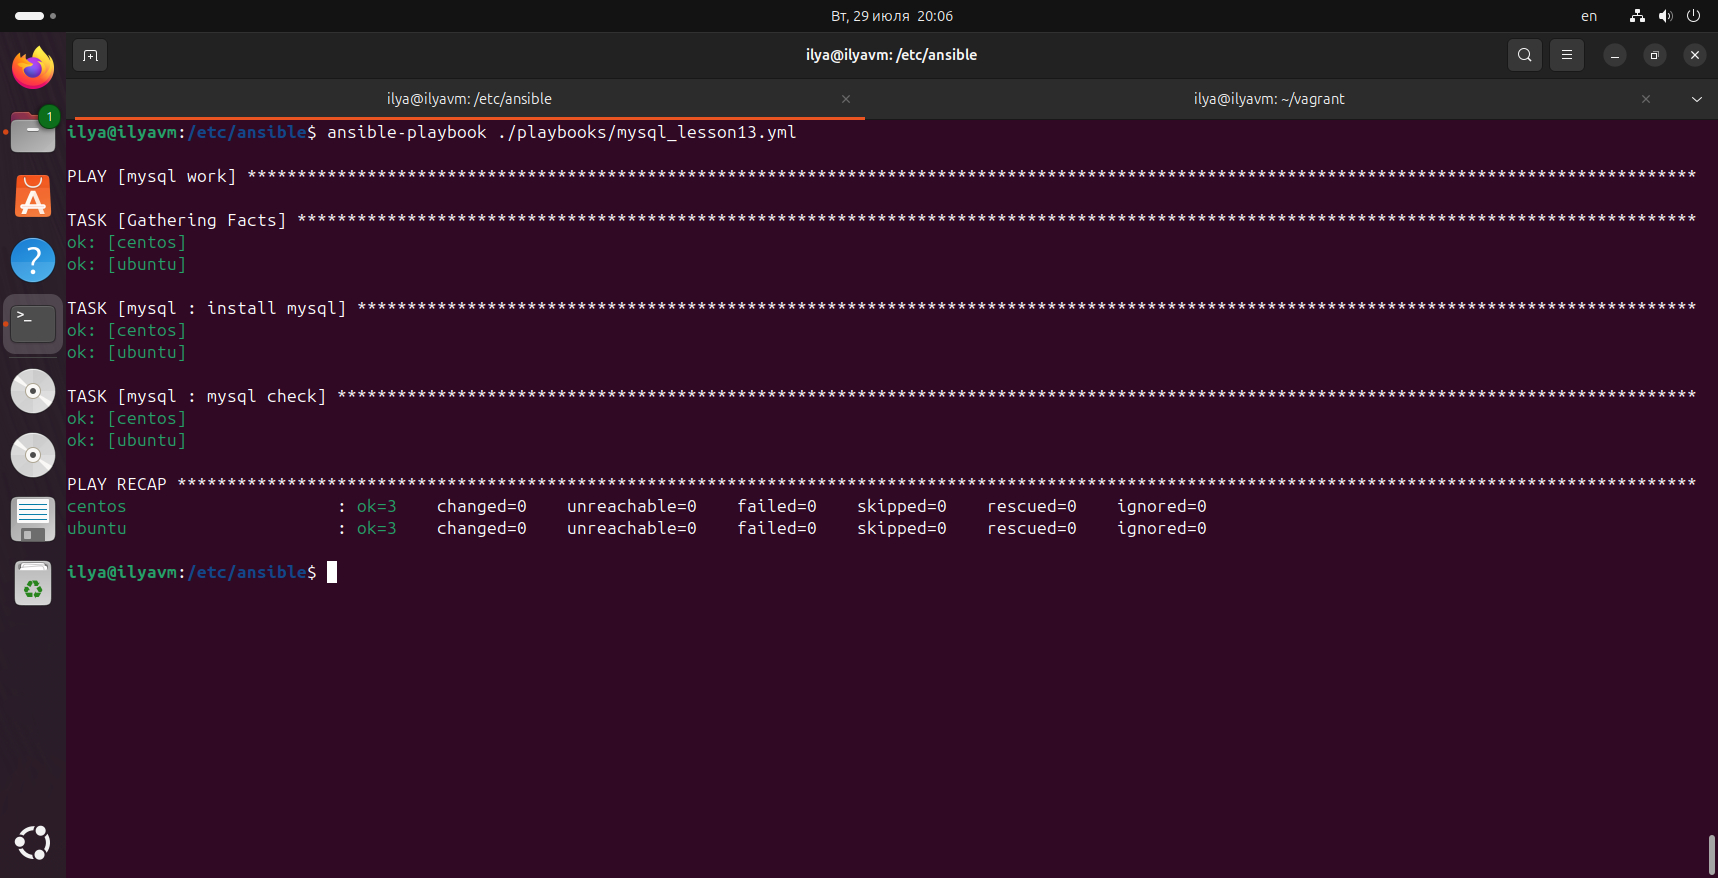 Вт, 29 июля 20:06
en
ilya@ilyavm: /etc/ansible
ilya@ilyavm: /etc/ansible
ilya@ilyavm: ~/vagrant
1
ilya@ilyavm:/etc/ansible$ ansible-playbook ./playbooks/mysql_lesson13.yml
PLAY [mysql work] *************************************************************************************************************************************************
TASK [Gathering Facts] ********************************************************************************************************************************************
ok: [centos]
ok: [ubuntu]
TASK [mysql : install mysql] **************************************************************************************************************************************
ok: [centos]
ok: [ubuntu]
TASK [mysql : mysql check] ****************************************************************************************************************************************
ok: [centos]
ok: [ubuntu]
PLAY RECAP ********************************************************************************************************************************************************
centos                     : ok=3    changed=0    unreachable=0    failed=0    skipped=0    rescued=0    ignored=0
ubuntu                     : ok=3    changed=0    unreachable=0    failed=0    skipped=0    rescued=0    ignored=0
ilya@ilyavm:/etc/ansible$